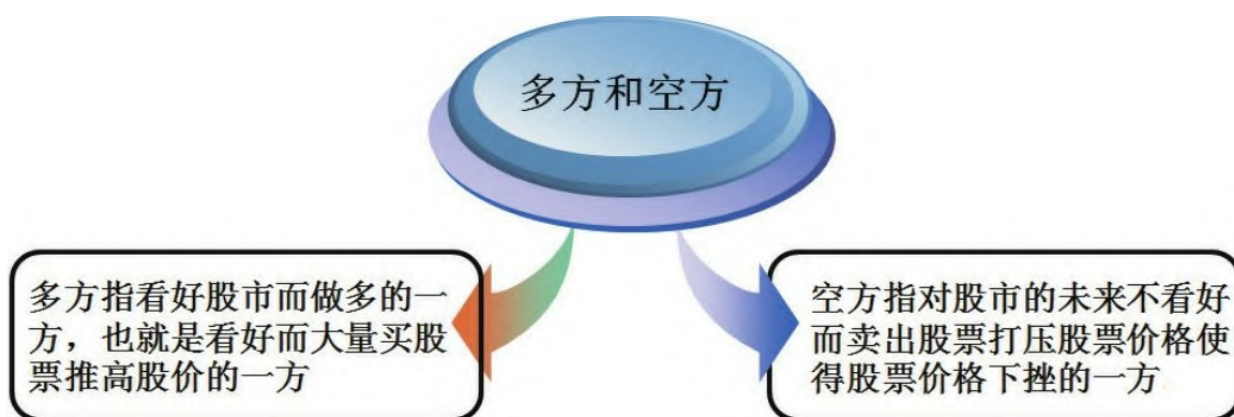 多方和空方
多方指看好股市而做多的一
方，也就是看好而大量买股
票推高股价的一方
空方指对股市的未来不看好
而卖出股票打压股票价格使
得股票价格下挫的一方